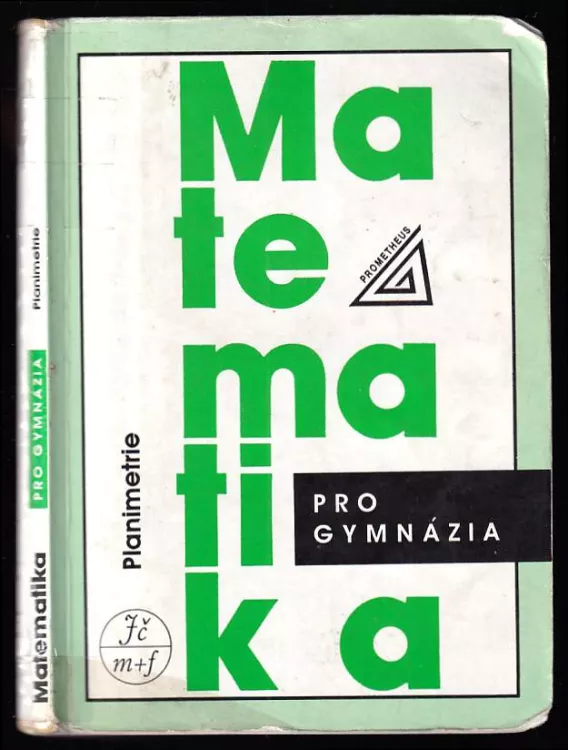 Matematika
PRO GYMNÁZIA
Planimetrie
Ma
te
ma
ti
ka
PROMETHEUS
PRO
GYMNÁZIA
Planimetrie
Jč
m+f